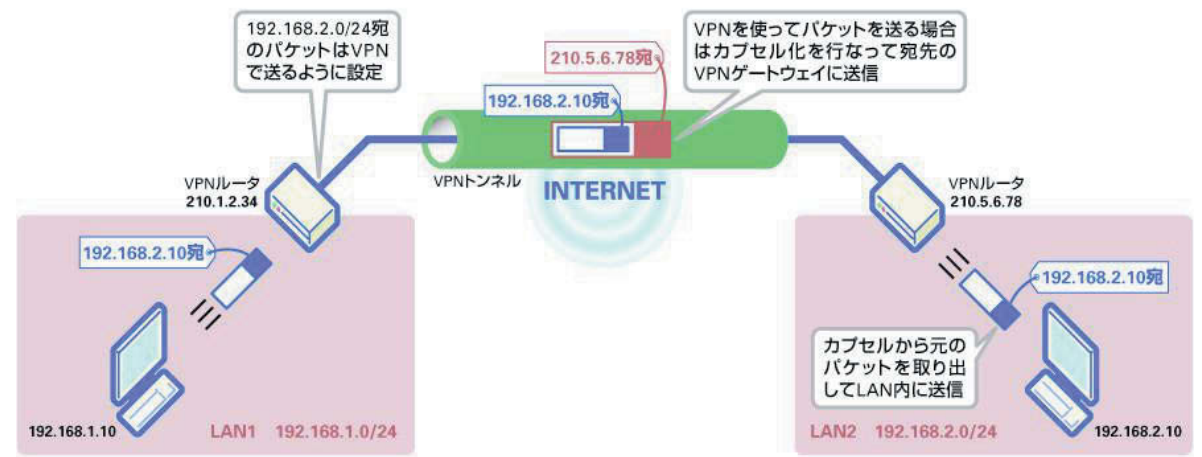 192.168.2.0/24宛
のパケットはVPN
で送るように設定
VPNを使ってパケットを送る場合
はカプセル化を行なって宛先の
VPNゲートウェイに送信
210.5.6.78宛
192.168.2.10宛
VPNトンネル
INTERNET
VPNルータ
210.1.2.34
VPNルータ
210.5.6.78
192.168.2.10宛
192.168.2.10宛
カプセルから元の
パケットを取り出
してLAN内に送信
192.168.1.10
LAN1 192.168.1.0/24
LAN2 192.168.2.0/24
192.168.2.10